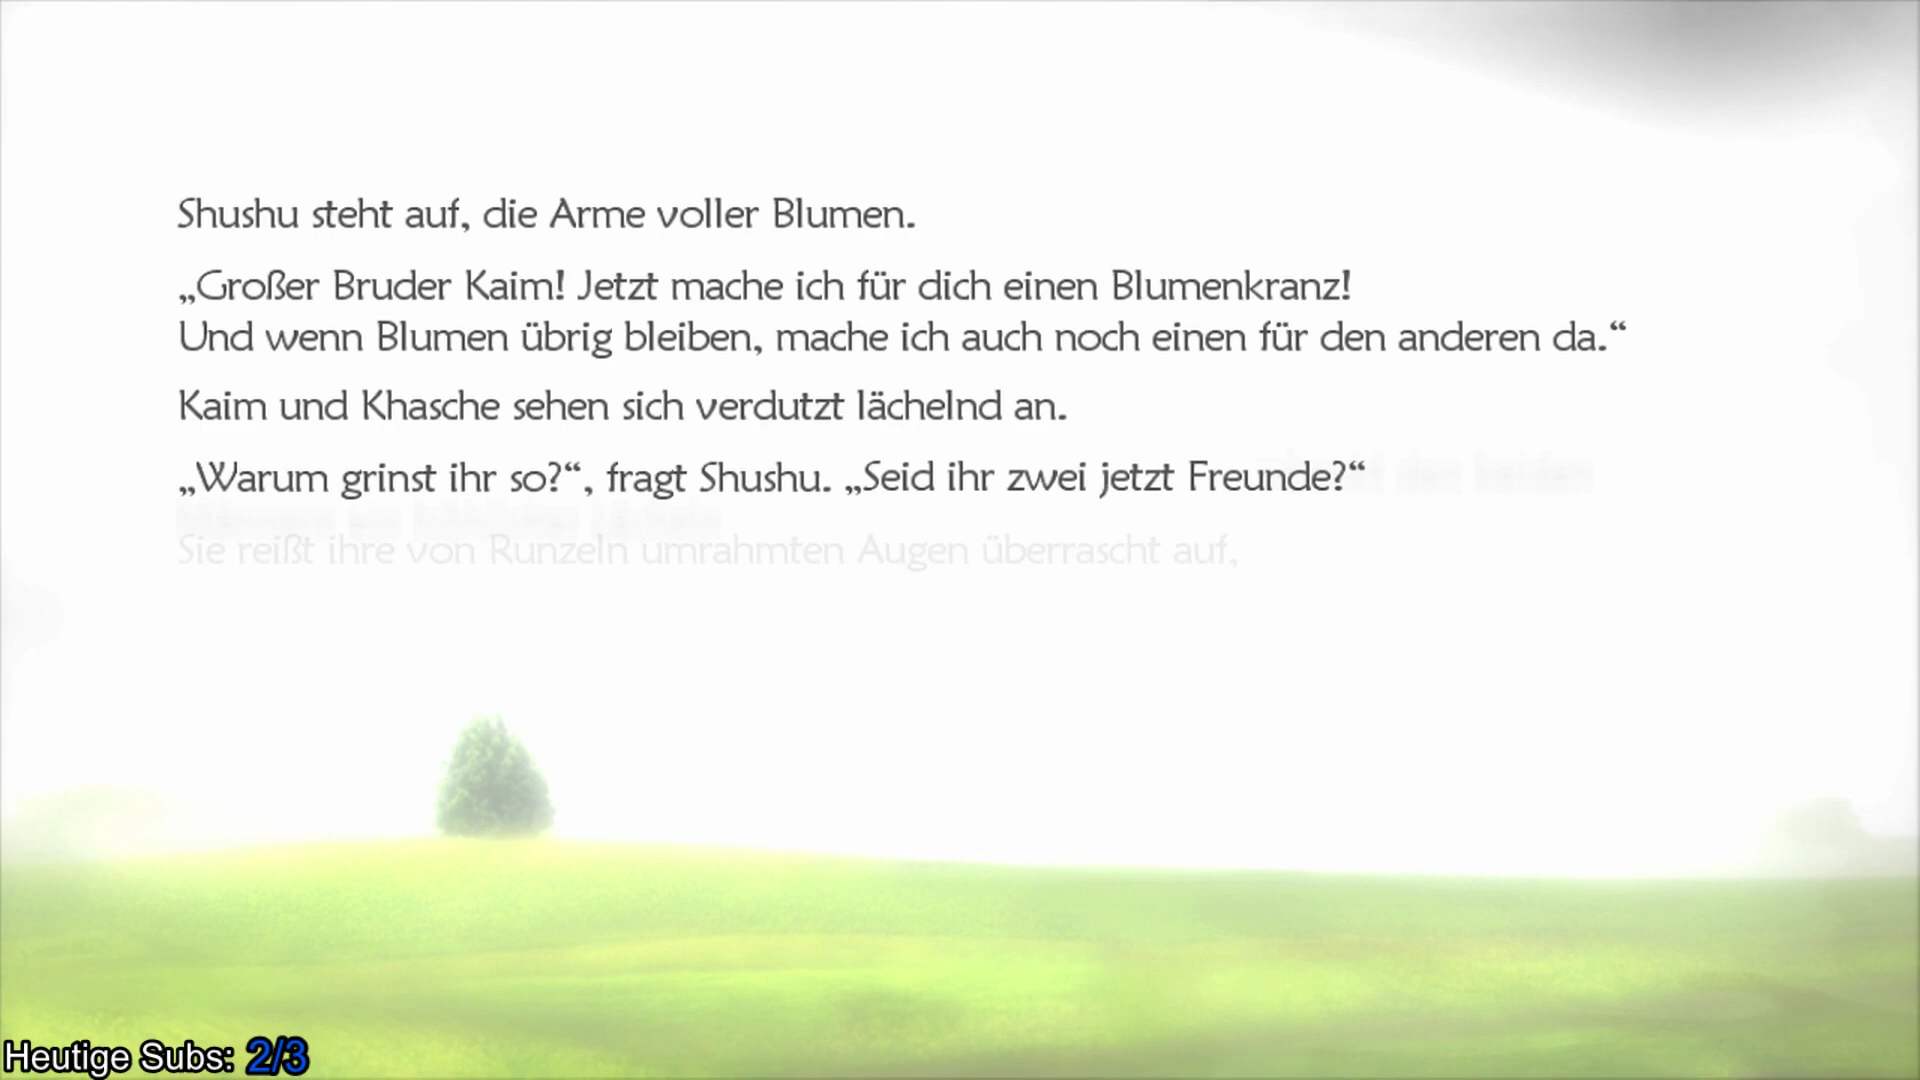 Shushu steht auf, die Arme voller Blumen.
„Großer Bruder Kaim! Jetzt mache ich für dich einen Blumenkranz!
Und wenn Blumen übrig bleiben, mache ich auch noch einen für den anderen da.“
Kaim und Khasche sehen sich verdutzt lächelnd an.
„Warum grinst ihr so?“, fragt Shushu. „Seid ihr zwei jetzt Freunde?“
Sie reißt ihre von Runzeln umrahmten Augen überrascht auf,
Heutige Subs: 2/3